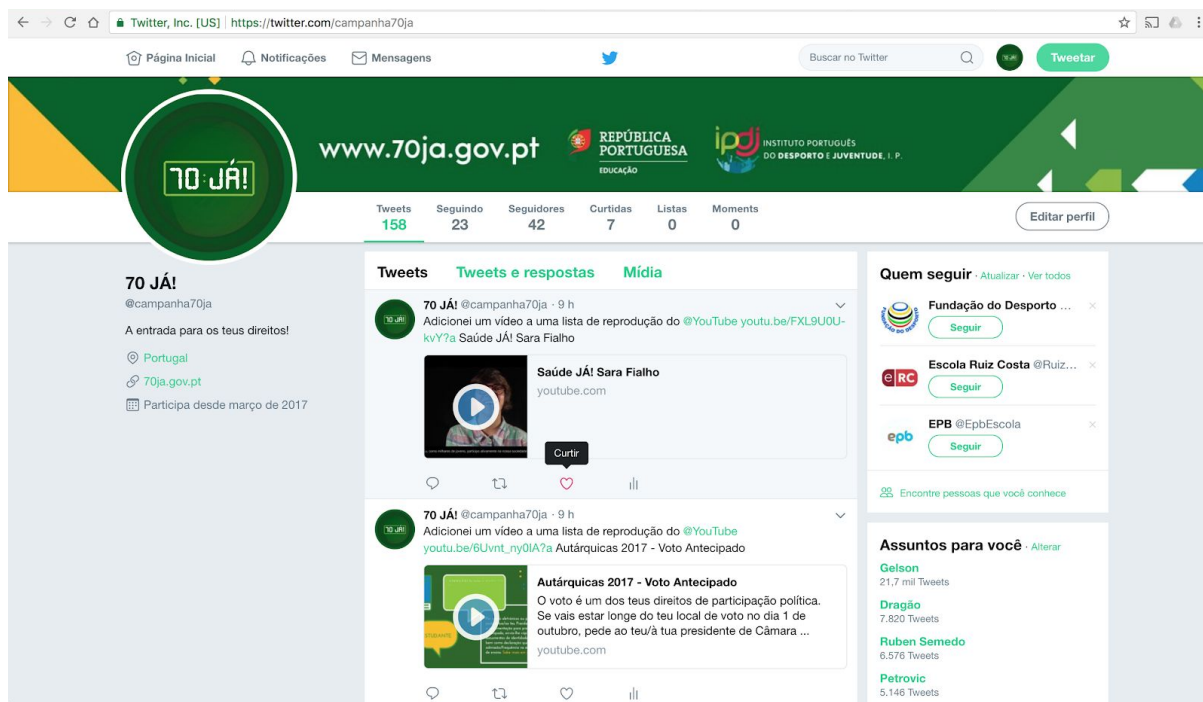 Twitter, Inc. [US] https://twitter.com/campanha70ja
Página Inicial Notificações Mensagens Buscar no Twitter Tweetar
70 JÁ!
www.70ja.gov.pt
REPÚBLICA
PORTUGUESA
EDUCAÇÃO
ipdj
INSTITUTO PORTUGUÊS
DO DESPORTO E JUVENTUDE, I. P.
Tweets Seguindo Seguidores Curtidas Listas Moments
158 23 42 7 0 0
Editar perfil
70 JÁ!
@campanha70ja
A entrada para os teus direitos!
Portugal
70ja.gov.pt
Participa desde março de 2017
Tweets Tweets e respostas Mídia
70 JÁ! @campanha70ja · 9 h
Adicionei um vídeo a uma lista de reprodução do @YouTube youtu.be/FXL9U0U-
kvY?a Saúde JÁ! Sara Fialho
Saúde JÁ! Sara Fialho
youtube.com
Curtir
70 JÁ! @campanha70ja · 9 h
Adicionei um vídeo a uma lista de reprodução do @YouTube
youtu.be/6Uvnt_ny0IA?a Autárquicas 2017 - Voto Antecipado
Autárquicas 2017 - Voto Antecipado
O voto é um dos teus direitos de participação política.
Se vais estar longe do teu local de voto no dia 1 de
outubro, pede ao teu/à tua presidente de Câmara ...
youtube.com
Quem seguir · Atualizar · Ver todos
Fundação do Desporto ...
Seguir
Escola Ruiz Costa @Ruiz...
eRC
Seguir
EPB @EpbEscola
epb
Seguir
Encontre pessoas que você conhece
Assuntos para você · Alterar
Gelson
21,7 mil Tweets
Dragão
7.820 Tweets
Ruben Semedo
6.576 Tweets
Petrovic
5.146 Tweets